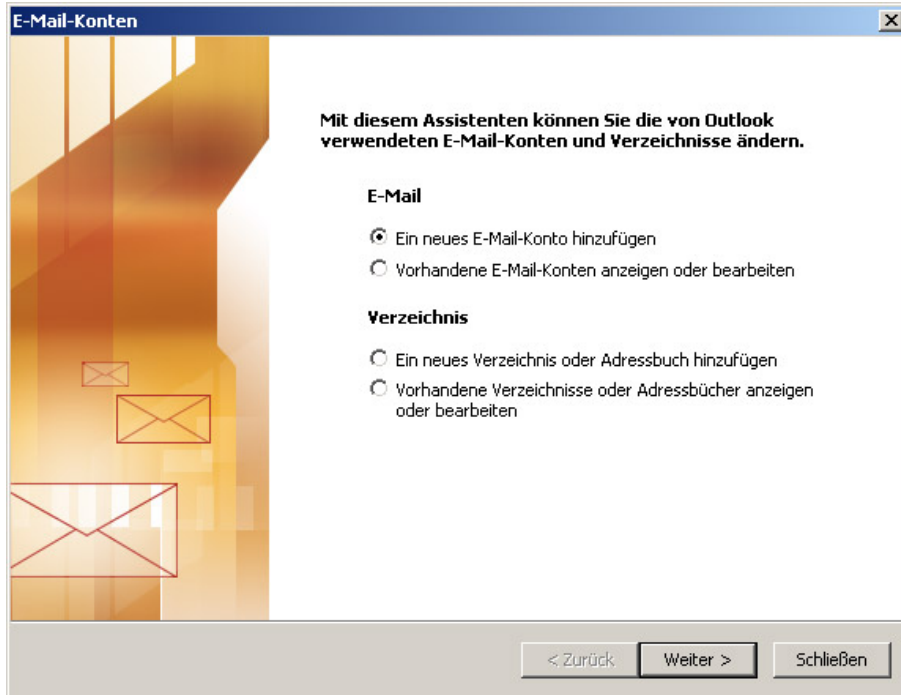 E-Mail-Konten
Mit diesem Assistenten können Sie die von Outlook
verwendeten E-Mail-Konten und Verzeichnisse ändern.
E-Mail
Ein neues E-Mail-Konto hinzufügen
Vorhandene E-Mail-Konten anzeigen oder bearbeiten
Verzeichnis
Ein neues Verzeichnis oder Adressbuch hinzufügen
Vorhandene Verzeichnisse oder Adressbücher anzeigen
oder bearbeiten
< Zurück
Weiter >
Schließen